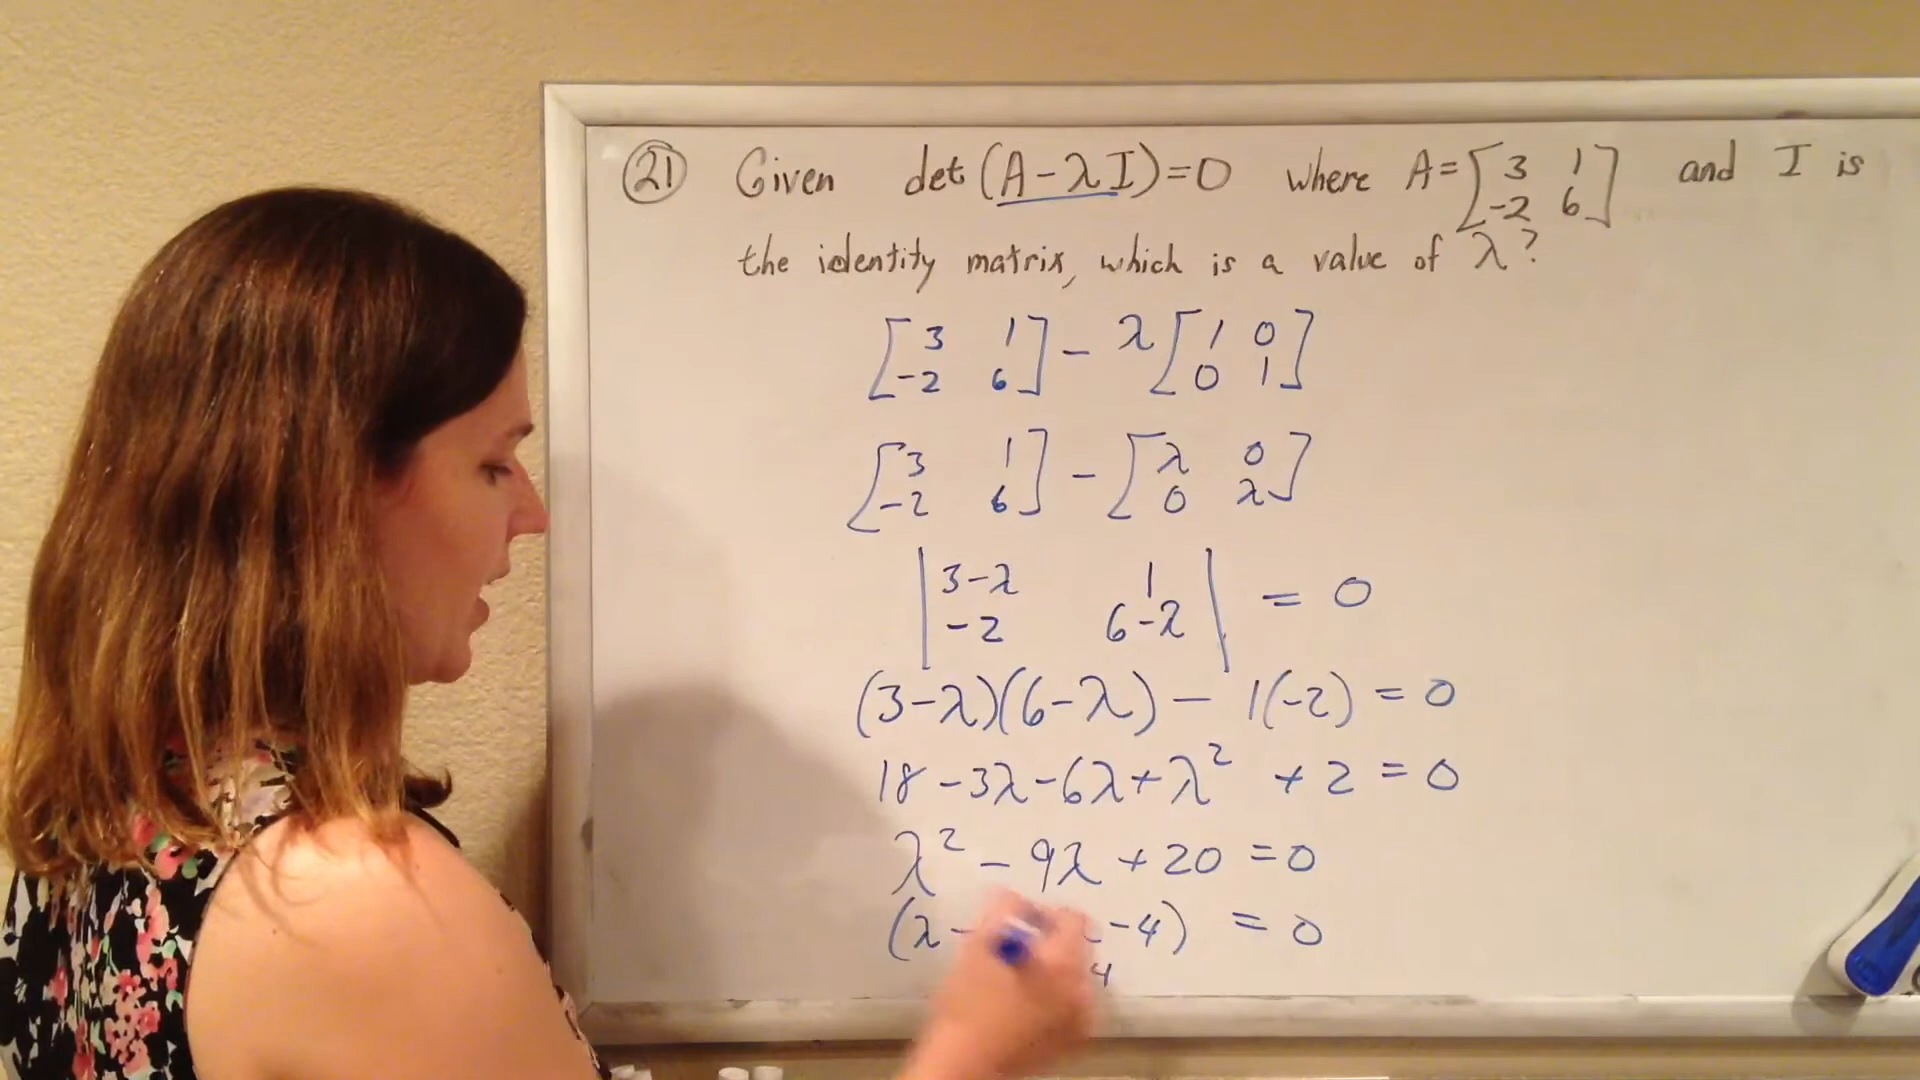 21 Given det (A - λI) = 0 where A = [3 1] and I is
[-2 6]
the identity matrix, which is a value of λ?
[3 1] - λ [1 0]
[-2 6] [0 1]
[3 1] - [λ 0]
[-2 6] [0 λ]
|3-λ 1| = 0
|-2 6-λ|
(3-λ)(6-λ) - 1(-2) = 0
18 - 3λ - 6λ + λ² + 2 = 0
λ² - 9λ + 20 = 0
(λ- -4) = 0
4